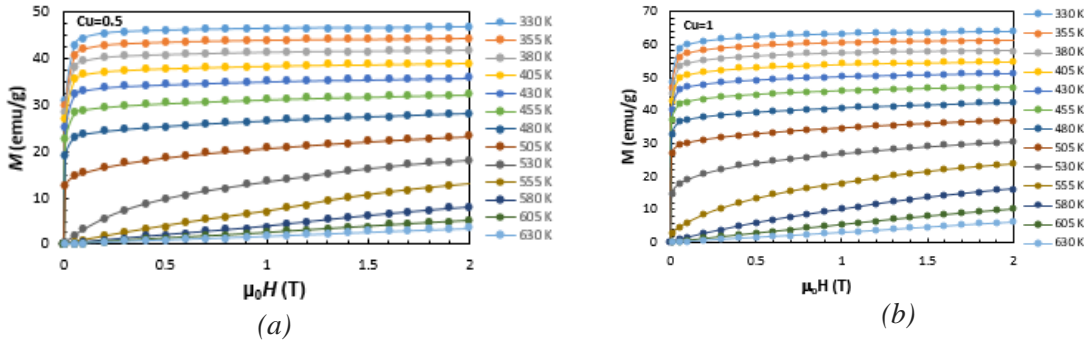 Cu=0.5
M (emu/g)
50
40
30
20
10
0
0
0.5
1
1.5
2
μ₀H (T)
330 K
355 K
380 K
405 K
430 K
455 K
480 K
505 K
530 K
555 K
580 K
605 K
630 K
(a)
Cu=1
M (emu/g)
70
60
50
40
30
20
10
0
0
0.5
1
1.5
2
μ₀H (T)
330 K
355 K
380 K
405 K
430 K
455 K
480 K
505 K
530 K
555 K
580 K
605 K
630 K
(b)